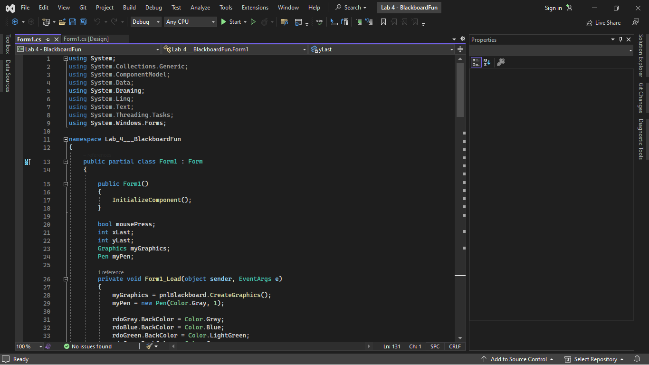 File Edit View Git Project Build Debug Test Analyze Tools Extensions Window Help Search Lab 4 - BlackboardFun Sign in
Debug Any CPU Start Live Share
Toolbox
Data Sources
Form1.cs Form1.cs [Design]
Lab 4 - BlackboardFun Lab_4___BlackboardFun.Form1 xLast
1 using System;
2 using System.Collections.Generic;
3 using System.ComponentModel;
4 using System.Data;
5 using System.Drawing;
6 using System.Linq;
7 using System.Text;
8 using System.Threading.Tasks;
9 using System.Windows.Forms;
10
11 namespace Lab_4___BlackboardFun
12 {
13 public partial class Form1 : Form
14 {
15 public Form1()
16 {
17 InitializeComponent();
18 }
19
20 bool mousePress;
21 int xLast;
22 int yLast;
23 Graphics myGraphics;
24 Pen myPen;
25
1 reference
26 private void Form1_Load(object sender, EventArgs e)
27 {
28 myGraphics = pnlBlackboard.CreateGraphics();
29 myPen = new Pen(Color.Gray, 1);
30
31 rdoGray.BackColor = Color.Gray;
32 rdoBlue.BackColor = Color.Blue;
33 rdoGreen.BackColor = Color.LightGreen;
100% No issues found Ln: 131 Ch: 1 SPC CRLF
Properties
Solution Explorer
Git Changes
Diagnostic Tools
Ready Add to Source Control Select Repository